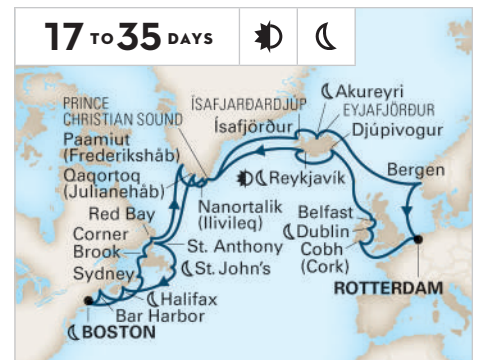 17 TO 35 DAYS
PRINCE
CHRISTIAN SOUND
Paamiut
(Frederikshåb)
Qaqortoq
(Julianehåb)
Red Bay
Corner
Brook
Sydney
ÍSAFJARÐARDJÚP
Ísafjörður
Akureyri
EYJAFJÖRÐUR
Djúpivogur
Reykjavík
Nanortalik
(Ilivileq)
St. Anthony
St. John's
Halifax
Bar Harbor
BOSTON
Bergen
Belfast
Dublin
Cobh
(Cork)
ROTTERDAM